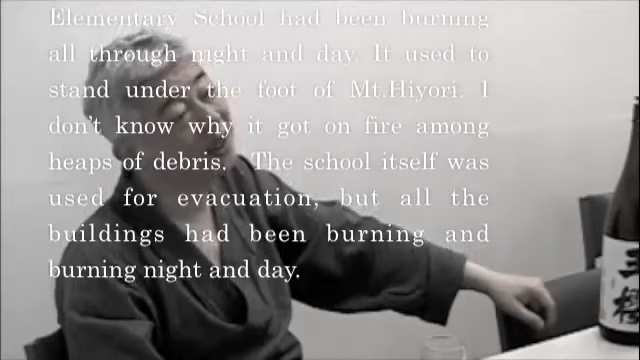 Elementary School had been burning
all through night and day. It used to
stand under the foot of Mt.Hiyori. I
don't know why it got on fire among
heaps of debris. The school itself was
used for evacuation, but all the
buildings had been burning and
burning night and day.